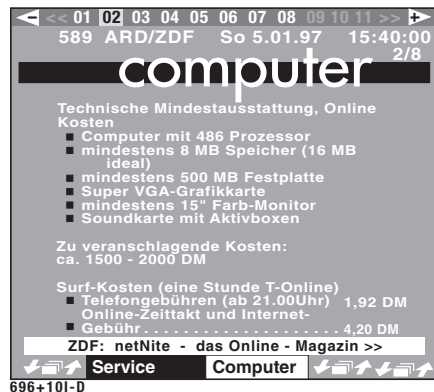 << 01 02 03 04 05 06 07 08 09 10 11 >>
589 ARD/ZDF So 5.01.97 15:40:00
2/8
computer
Technische Mindestausstattung, Online
Kosten
■ Computer mit 486 Prozessor
■ mindestens 8 MB Speicher (16 MB
ideal)
■ mindestens 500 MB Festplatte
■ Super VGA-Grafikkarte
■ mindestens 15" Farb-Monitor
■ Soundkarte mit Aktivboxen
Zu veranschlagende Kosten:
ca. 1500 - 2000 DM
Surf-Kosten (eine Stunde T-Online)
■ Telefongebühren (ab 21.00Uhr) 1,92 DM
Online-Zeittakt und Internet-
■ Gebühr . . . . . . . . . . . . . . . . . . . 4,20 DM
ZDF: netNite - das Online - Magazin >>
Service Computer
696+10I-D